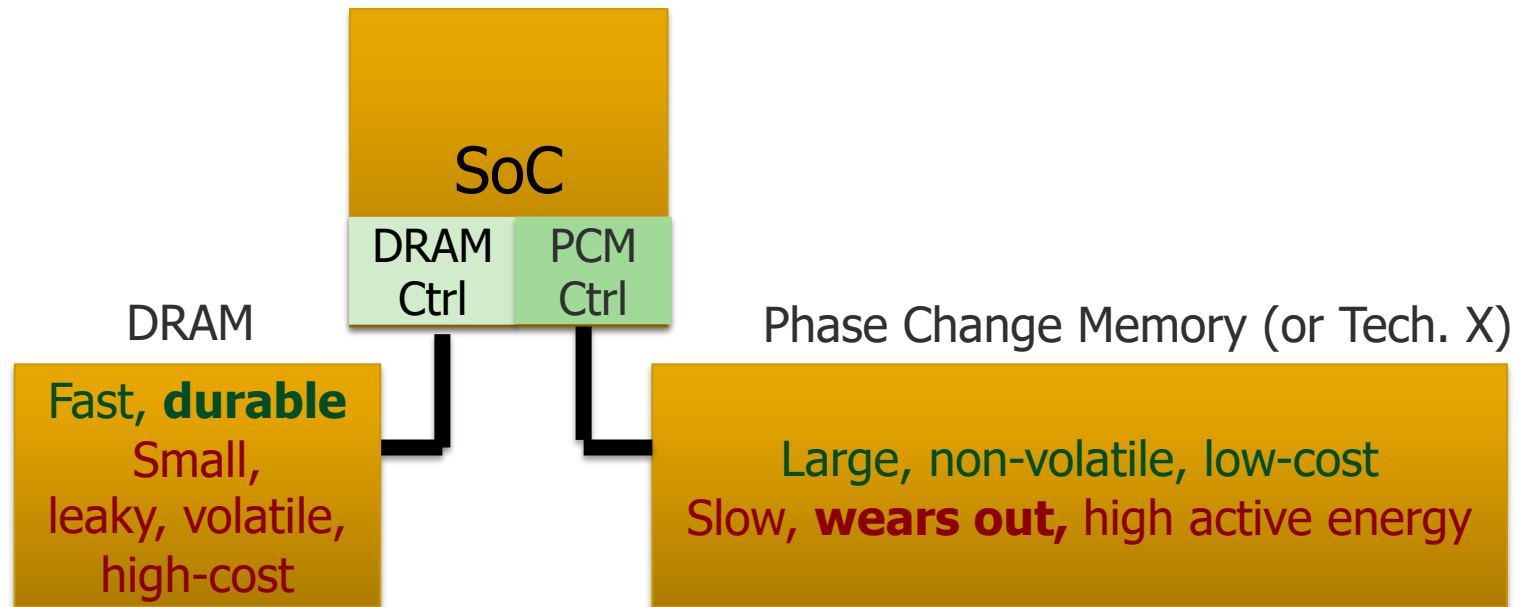 SoC
DRAM
Ctrl
PCM
Ctrl
DRAM
Fast, durable
Small,
leaky, volatile,
high-cost
Phase Change Memory (or Tech. X)
Large, non-volatile, low-cost
Slow, wears out, high active energy